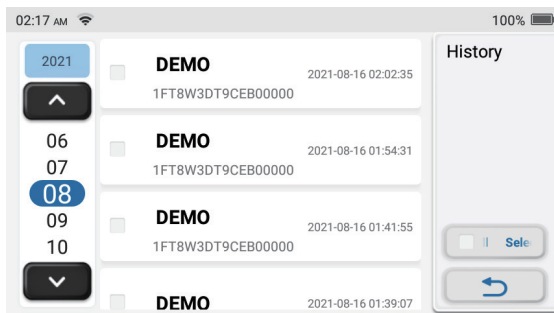 02:17 AM
100%
2021
06
07
08
09
10
DEMO
2021-08-16 02:02:35
1FT8W3DT9CEB00000
DEMO
2021-08-16 01:54:31
1FT8W3DT9CEB00000
DEMO
2021-08-16 01:41:55
1FT8W3DT9CEB00000
DEMO
2021-08-16 01:39:07
History